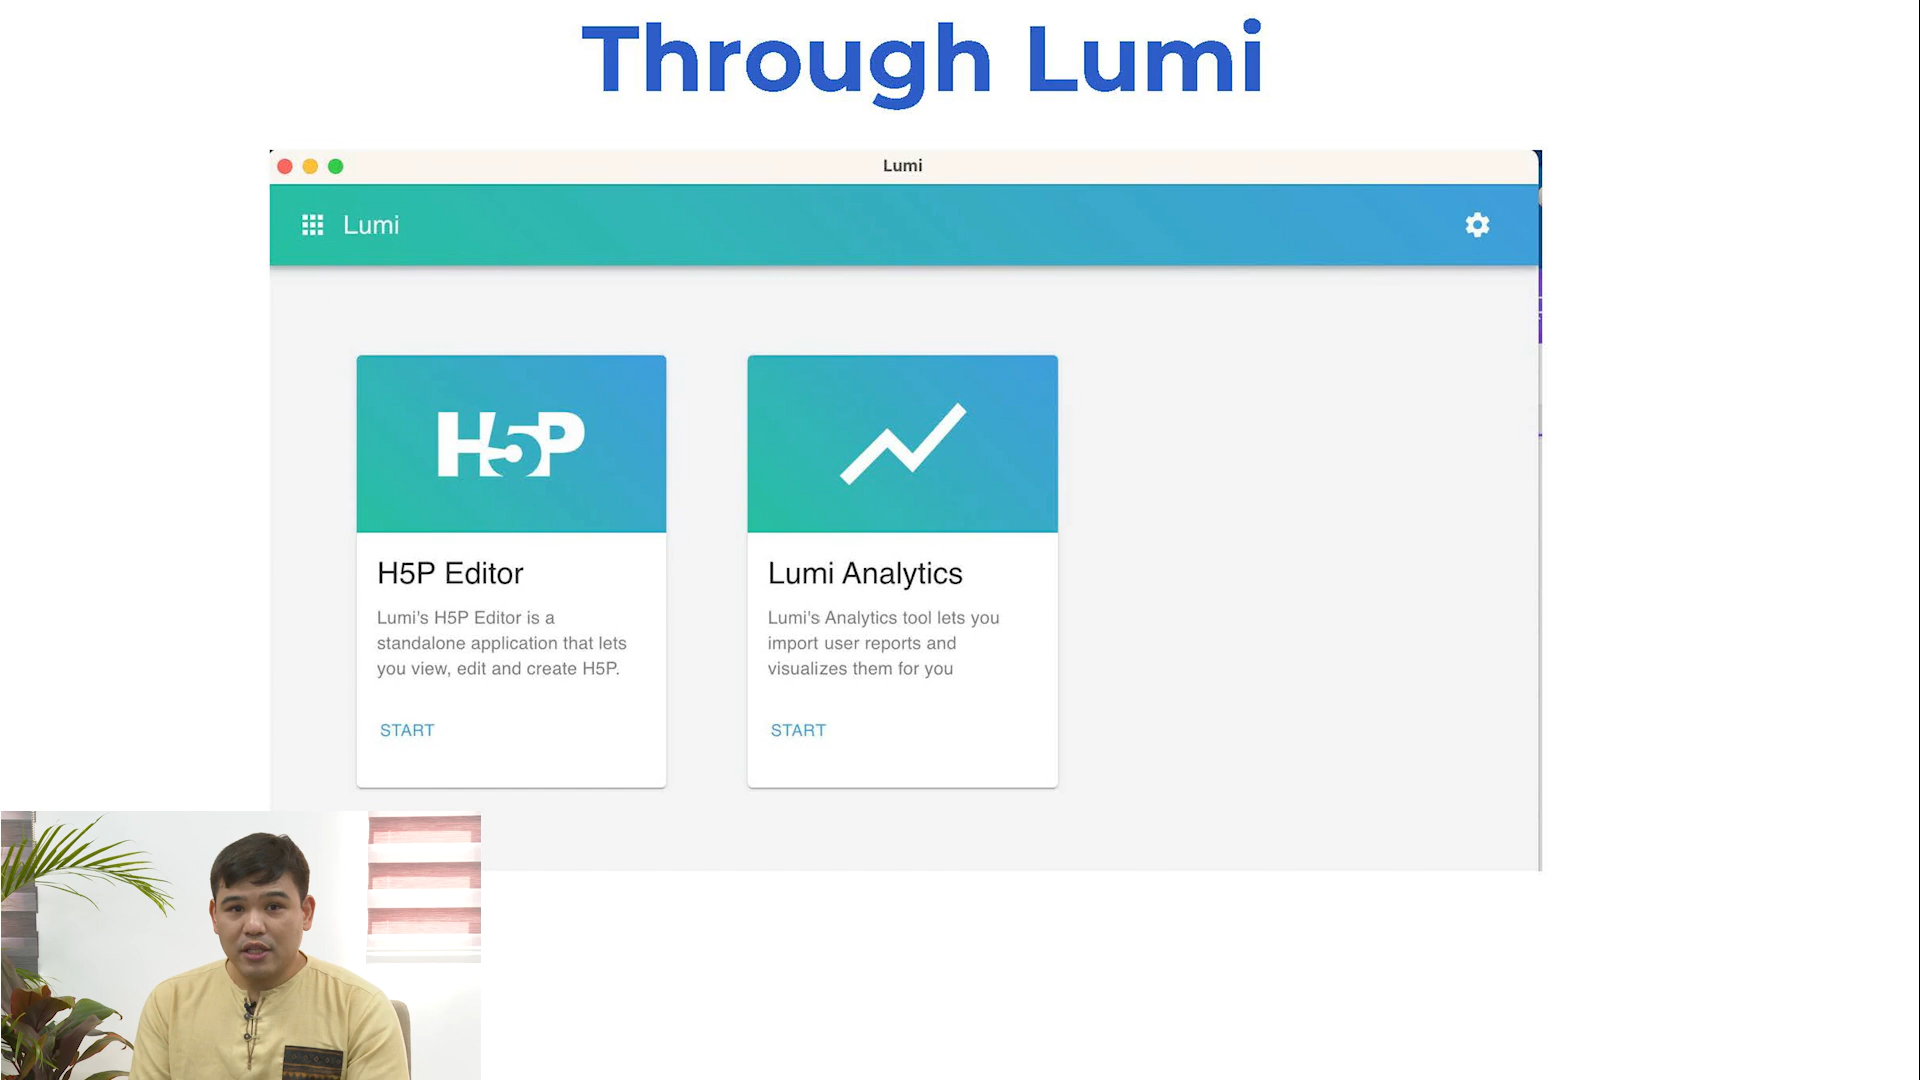 Through Lumi
Lumi
Lumi
H5P
H5P Editor
Lumi's H5P Editor is a
standalone application that lets
you view, edit and create H5P.
START
Lumi Analytics
Lumi's Analytics tool lets you
import user reports and
visualizes them for you
START